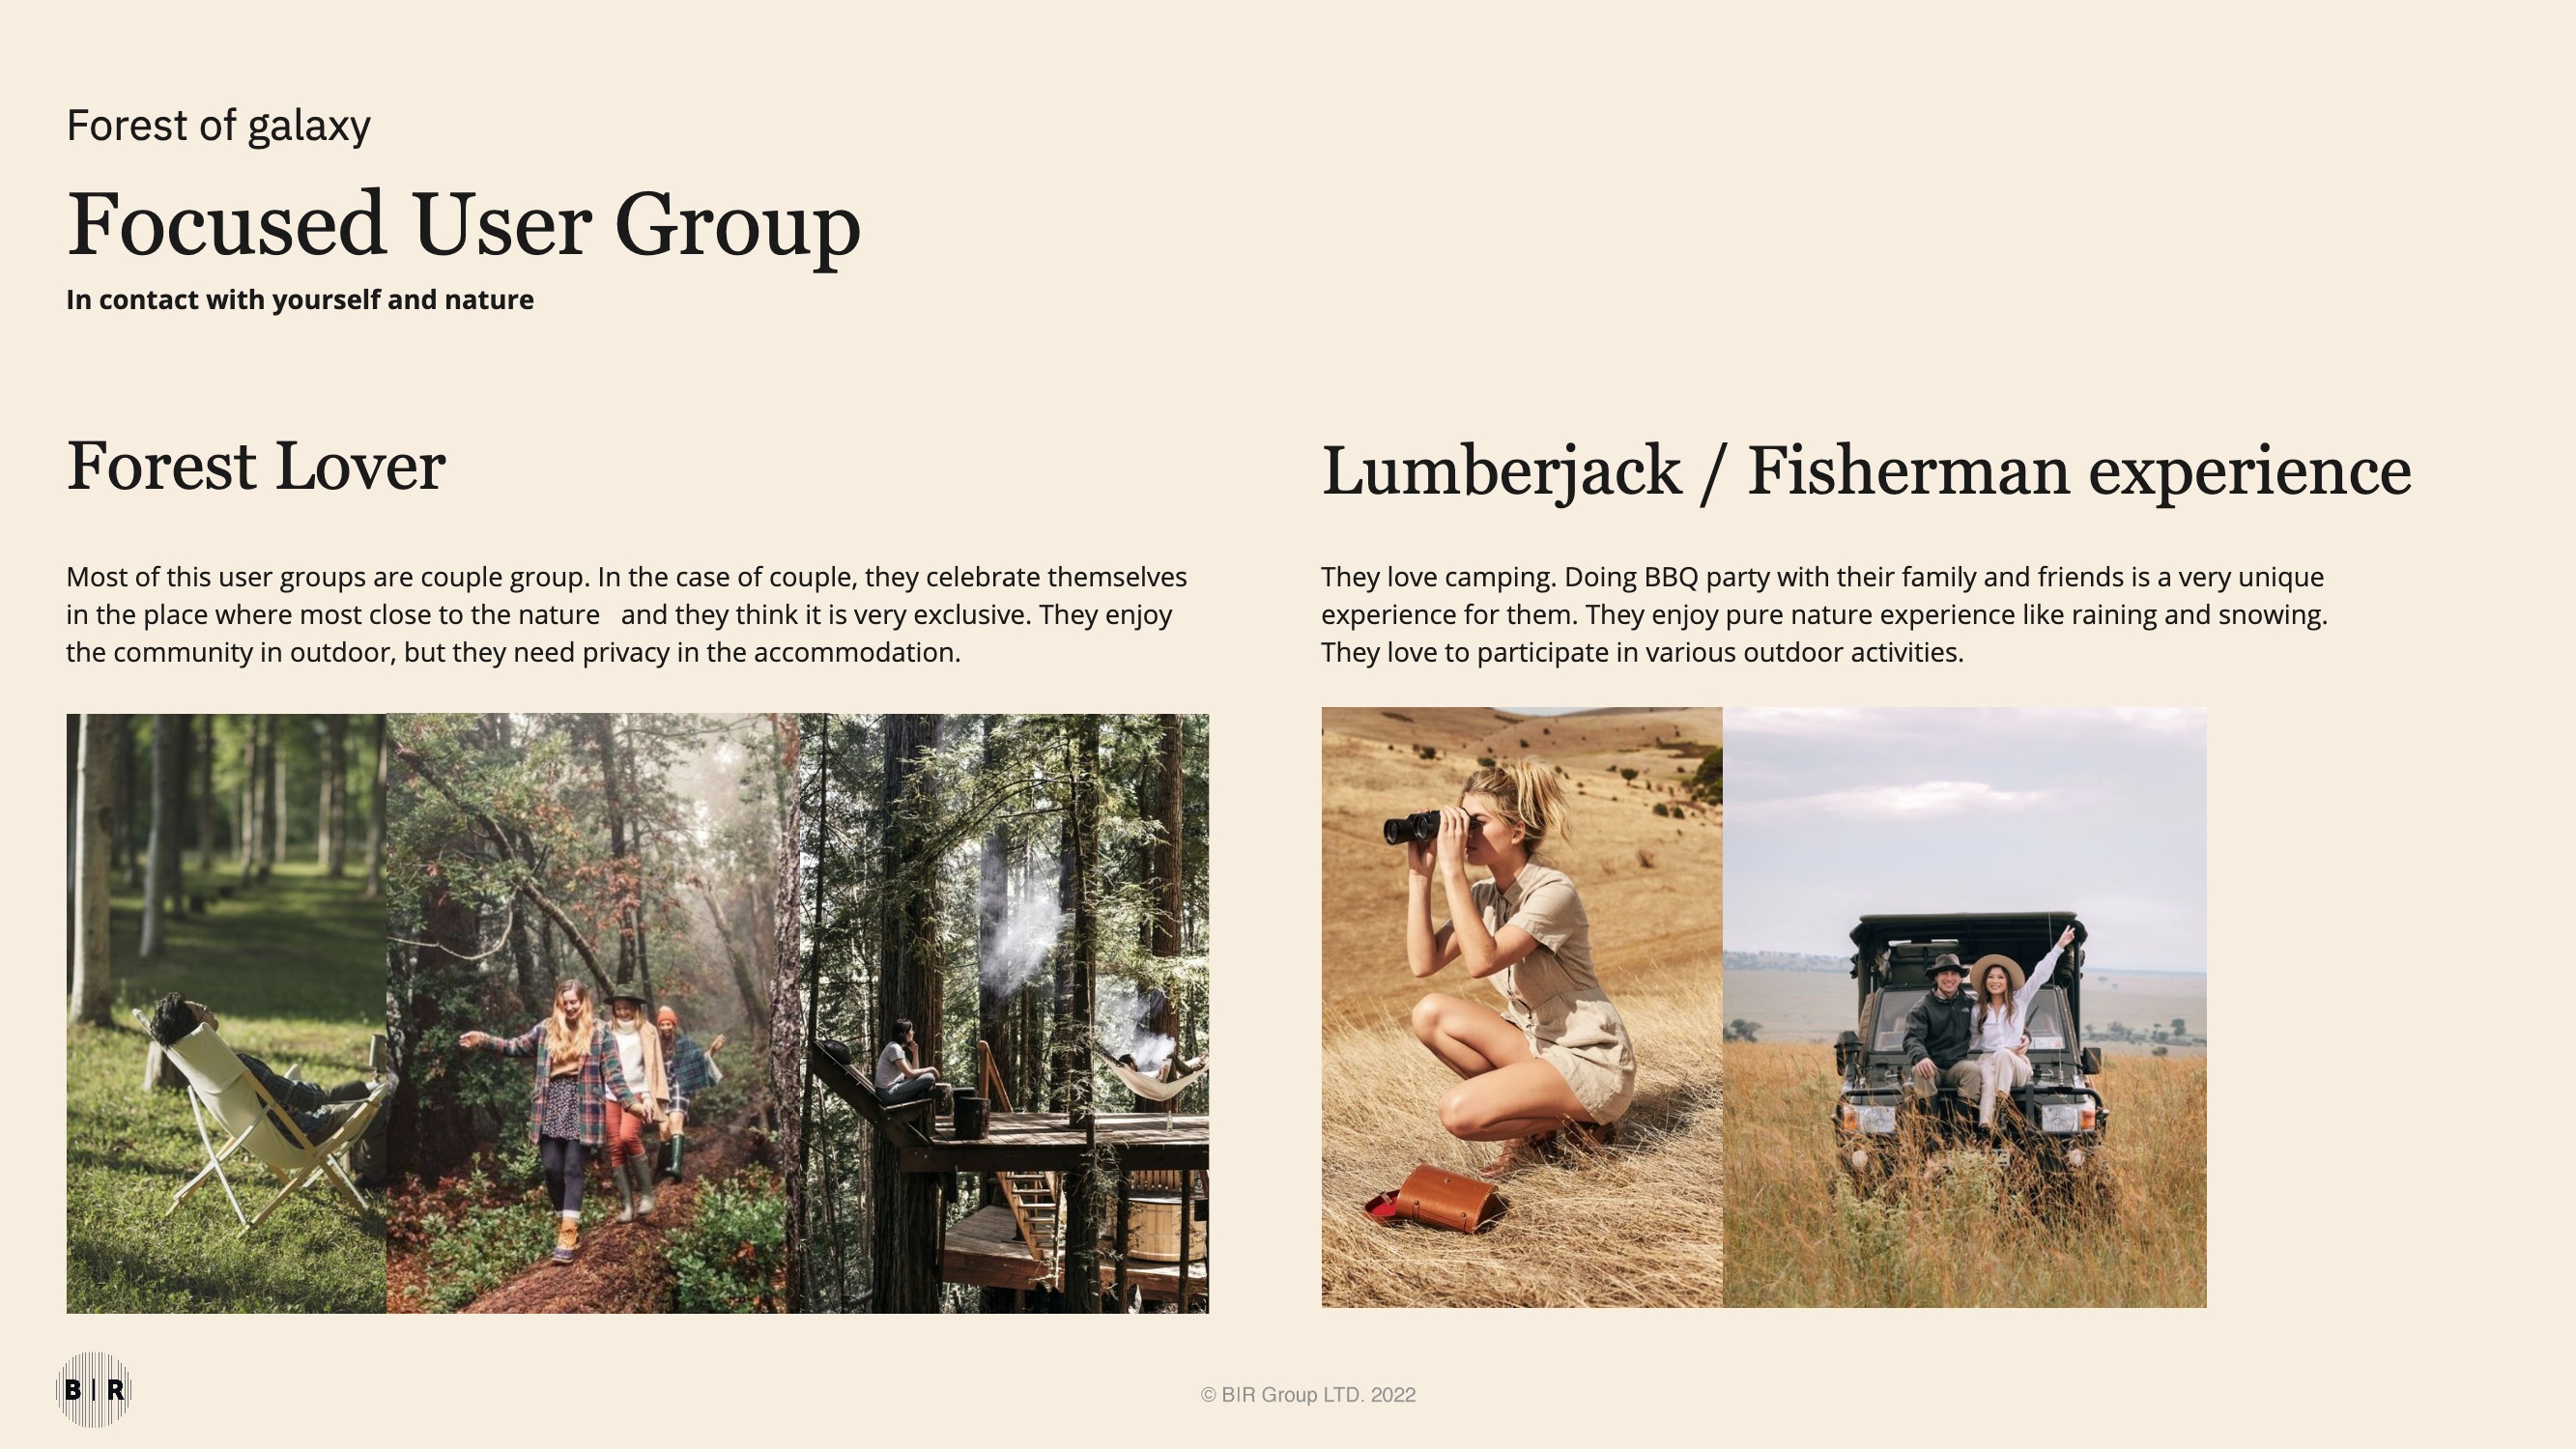 Forest of galaxy
Focused User Group
In contact with yourself and nature
Forest Lover
Most of this user groups are couple group. In the case of couple, they celebrate themselves
in the place where most close to the nature   and they think it is very exclusive. They enjoy
the community in outdoor, but they need privacy in the accommodation.
Lumberjack / Fisherman experience
They love camping. Doing BBQ party with their family and friends is a very unique
experience for them. They enjoy pure nature experience like raining and snowing.
They love to participate in various outdoor activities.
B|R
© BIR Group LTD. 2022